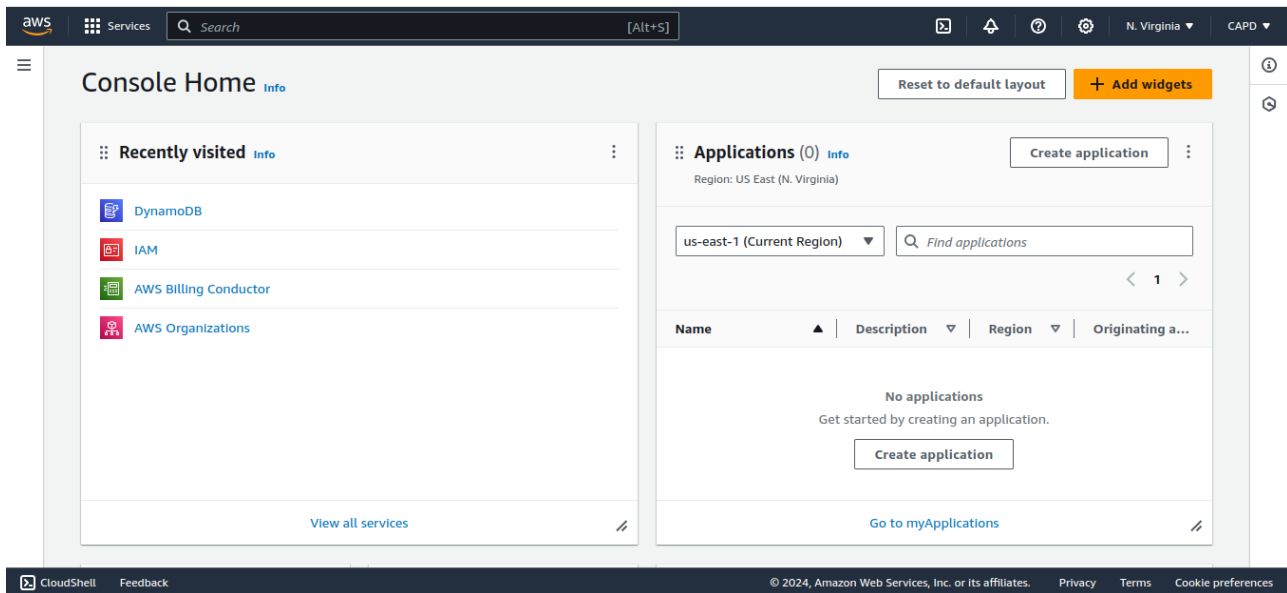 aws Services Search [Alt+S] N. Virginia ▼ CAPD ▼
Console Home Info
Reset to default layout
+ Add widgets
Recently visited Info
DynamoDB
IAM
AWS Billing Conductor
AWS Organizations
View all services
Applications (0) Info
Create application
Region: US East (N. Virginia)
us-east-1 (Current Region) ▼
Find applications
< 1 >
Name ▲ Description ▽ Region ▽ Originating a...
No applications
Get started by creating an application.
Create application
Go to myApplications
CloudShell Feedback © 2024, Amazon Web Services, Inc. or its affiliates. Privacy Terms Cookie preferences